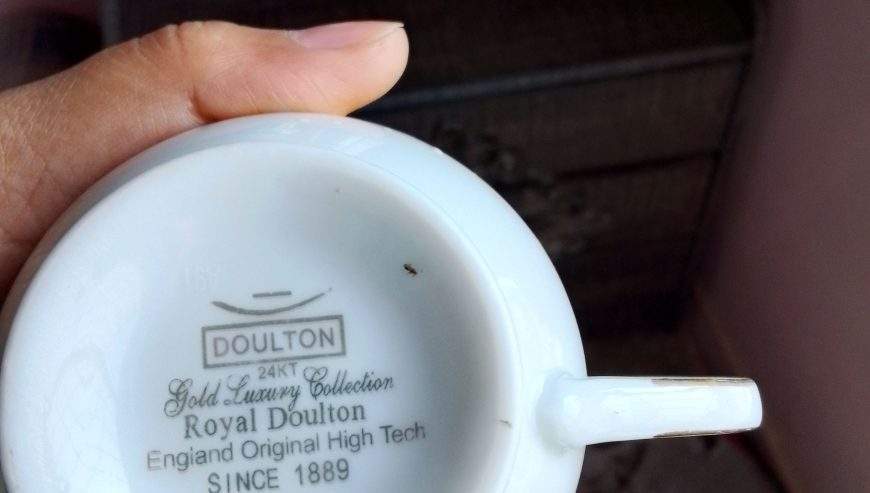 DOULTON
24KT
Gold Luxury Collection
Royal Doulton
Engiand Original High Tech
SINCE 1889